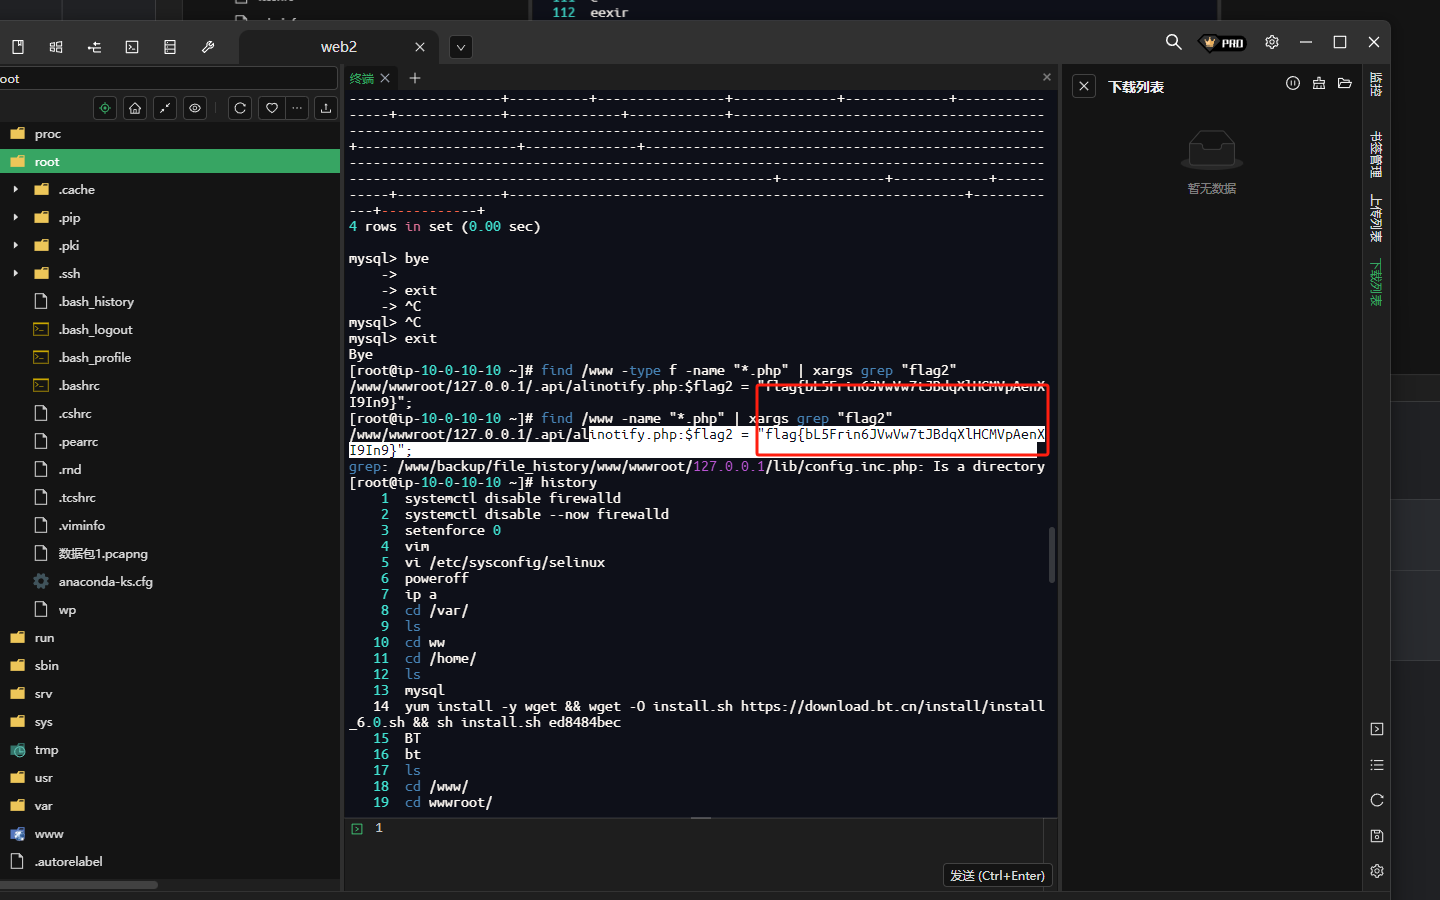 112 eexir
web2
PRO
oot
终端
下载列表
监控
书签管理
上传列表
下载列表
暂无数据
proc
root
.cache
.pip
.pki
.ssh
.bash_history
.bash_logout
.bash_profile
.bashrc
.cshrc
.pearrc
.rnd
.tcshrc
.viminfo
数据包1.pcapng
anaconda-ks.cfg
wp
run
sbin
srv
sys
tmp
usr
var
www
.autorelabel
4 rows in set (0.00 sec)
mysql> bye
->
-> exit
-> ^C
mysql> ^C
mysql> exit
Bye
[root@ip-10-0-10-10 ~]# find /www -type f -name "*.php" | xargs grep "flag2"
/www/wwwroot/127.0.0.1/.api/alinotify.php:$flag2 = "flag{bL5Frin6JVwVw7tJBdqXlHCMVpAenX
I9In9}";
[root@ip-10-0-10-10 ~]# find /www -name "*.php" | xargs grep "flag2"
/www/wwwroot/127.0.0.1/.api/alinotify.php:$flag2 = "flag{bL5Frin6JVwVw7tJBdqXlHCMVpAenX
I9In9}";
grep: /www/backup/file_history/www/wwwroot/127.0.0.1/lib/config.inc.php: Is a directory
[root@ip-10-0-10-10 ~]# history
1 systemctl disable firewalld
2 systemctl disable --now firewalld
3 setenforce 0
4 vim
5 vi /etc/sysconfig/selinux
6 poweroff
7 ip a
8 cd /var/
9 ls
10 cd ww
11 cd /home/
12 ls
13 mysql
14 yum install -y wget && wget -O install.sh https://download.bt.cn/install/install
_6.0.sh && sh install.sh ed8484bec
15 BT
16 bt
17 ls
18 cd /www/
19 cd wwwroot/
1
发送 (Ctrl+Enter)